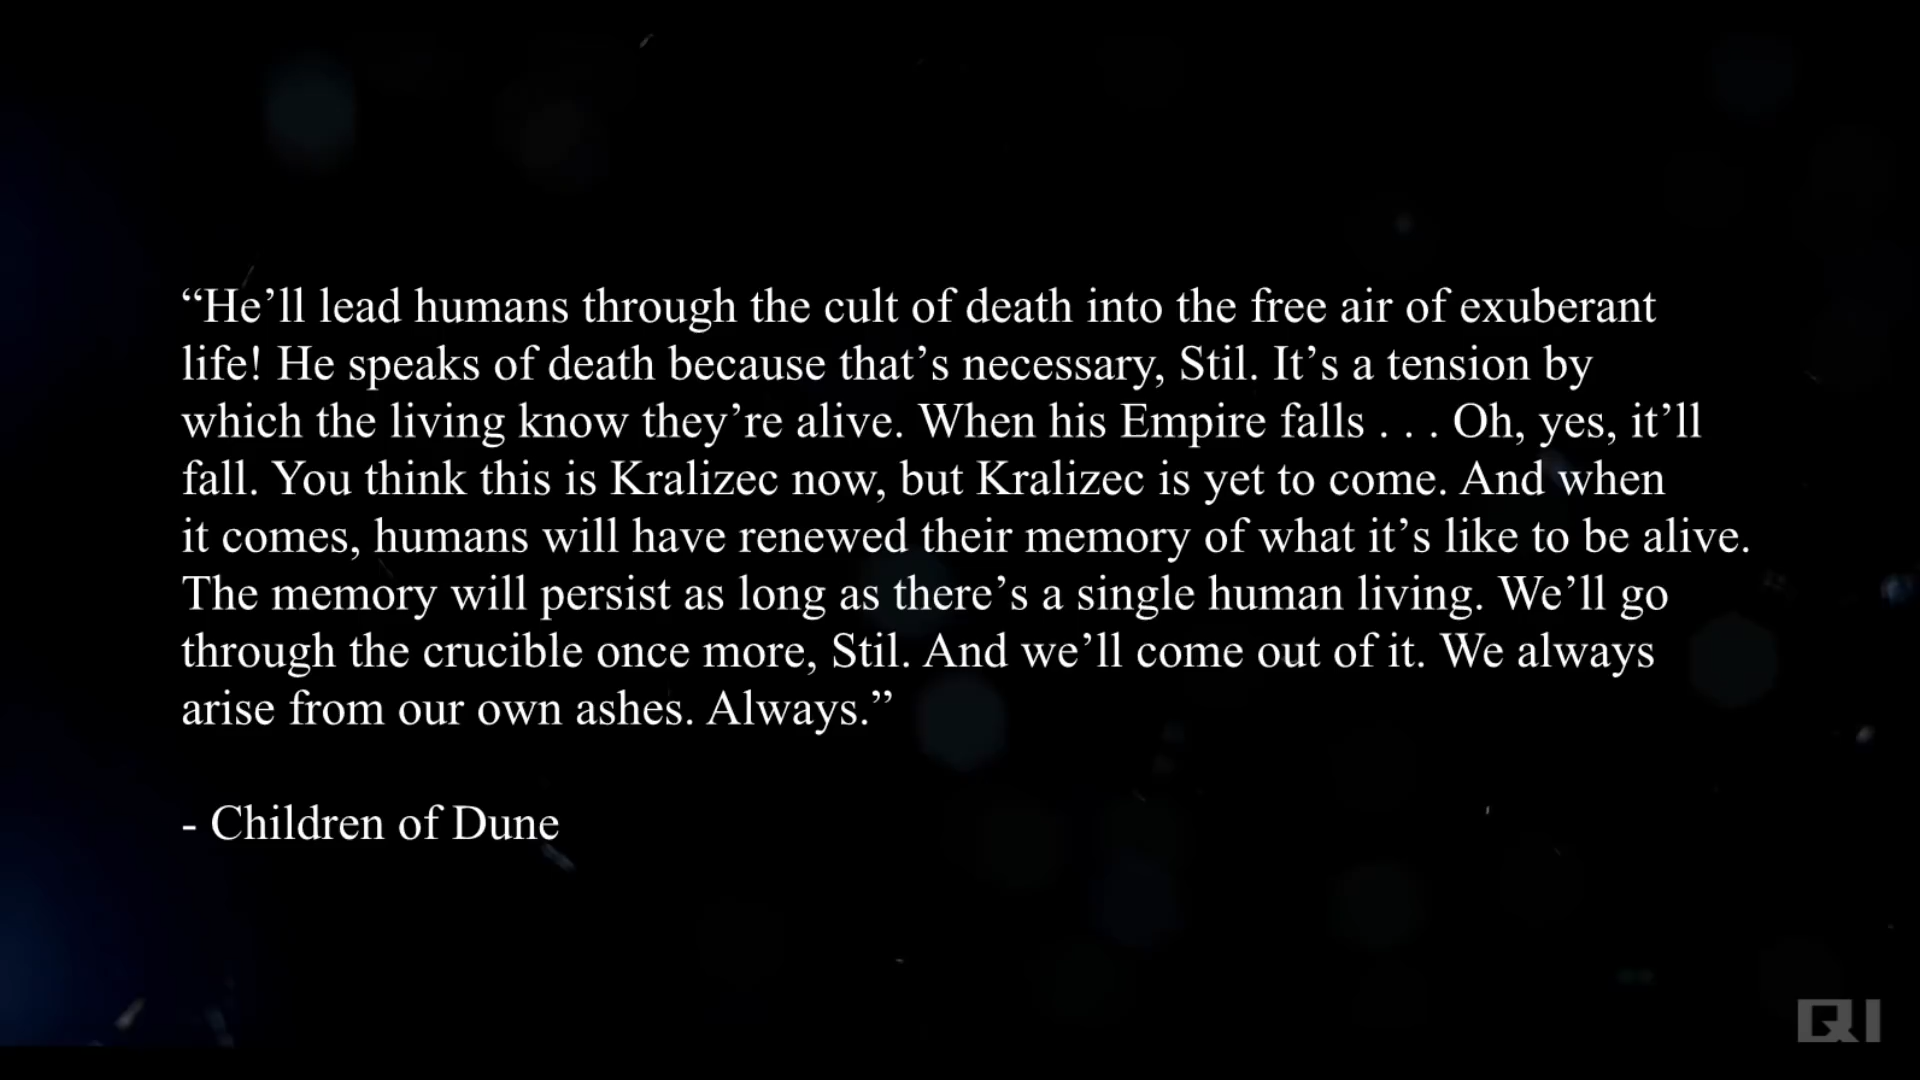 “He’ll lead humans through the cult of death into the free air of exuberant
life! He speaks of death because that’s necessary, Stil. It’s a tension by
which the living know they’re alive. When his Empire falls . . . Oh, yes, it’ll
fall. You think this is Kralizec now, but Kralizec is yet to come. And when
it comes, humans will have renewed their memory of what it’s like to be alive.
The memory will persist as long as there’s a single human living. We’ll go
through the crucible once more, Stil. And we’ll come out of it. We always
arise from our own ashes. Always.”
- Children of Dune
QI